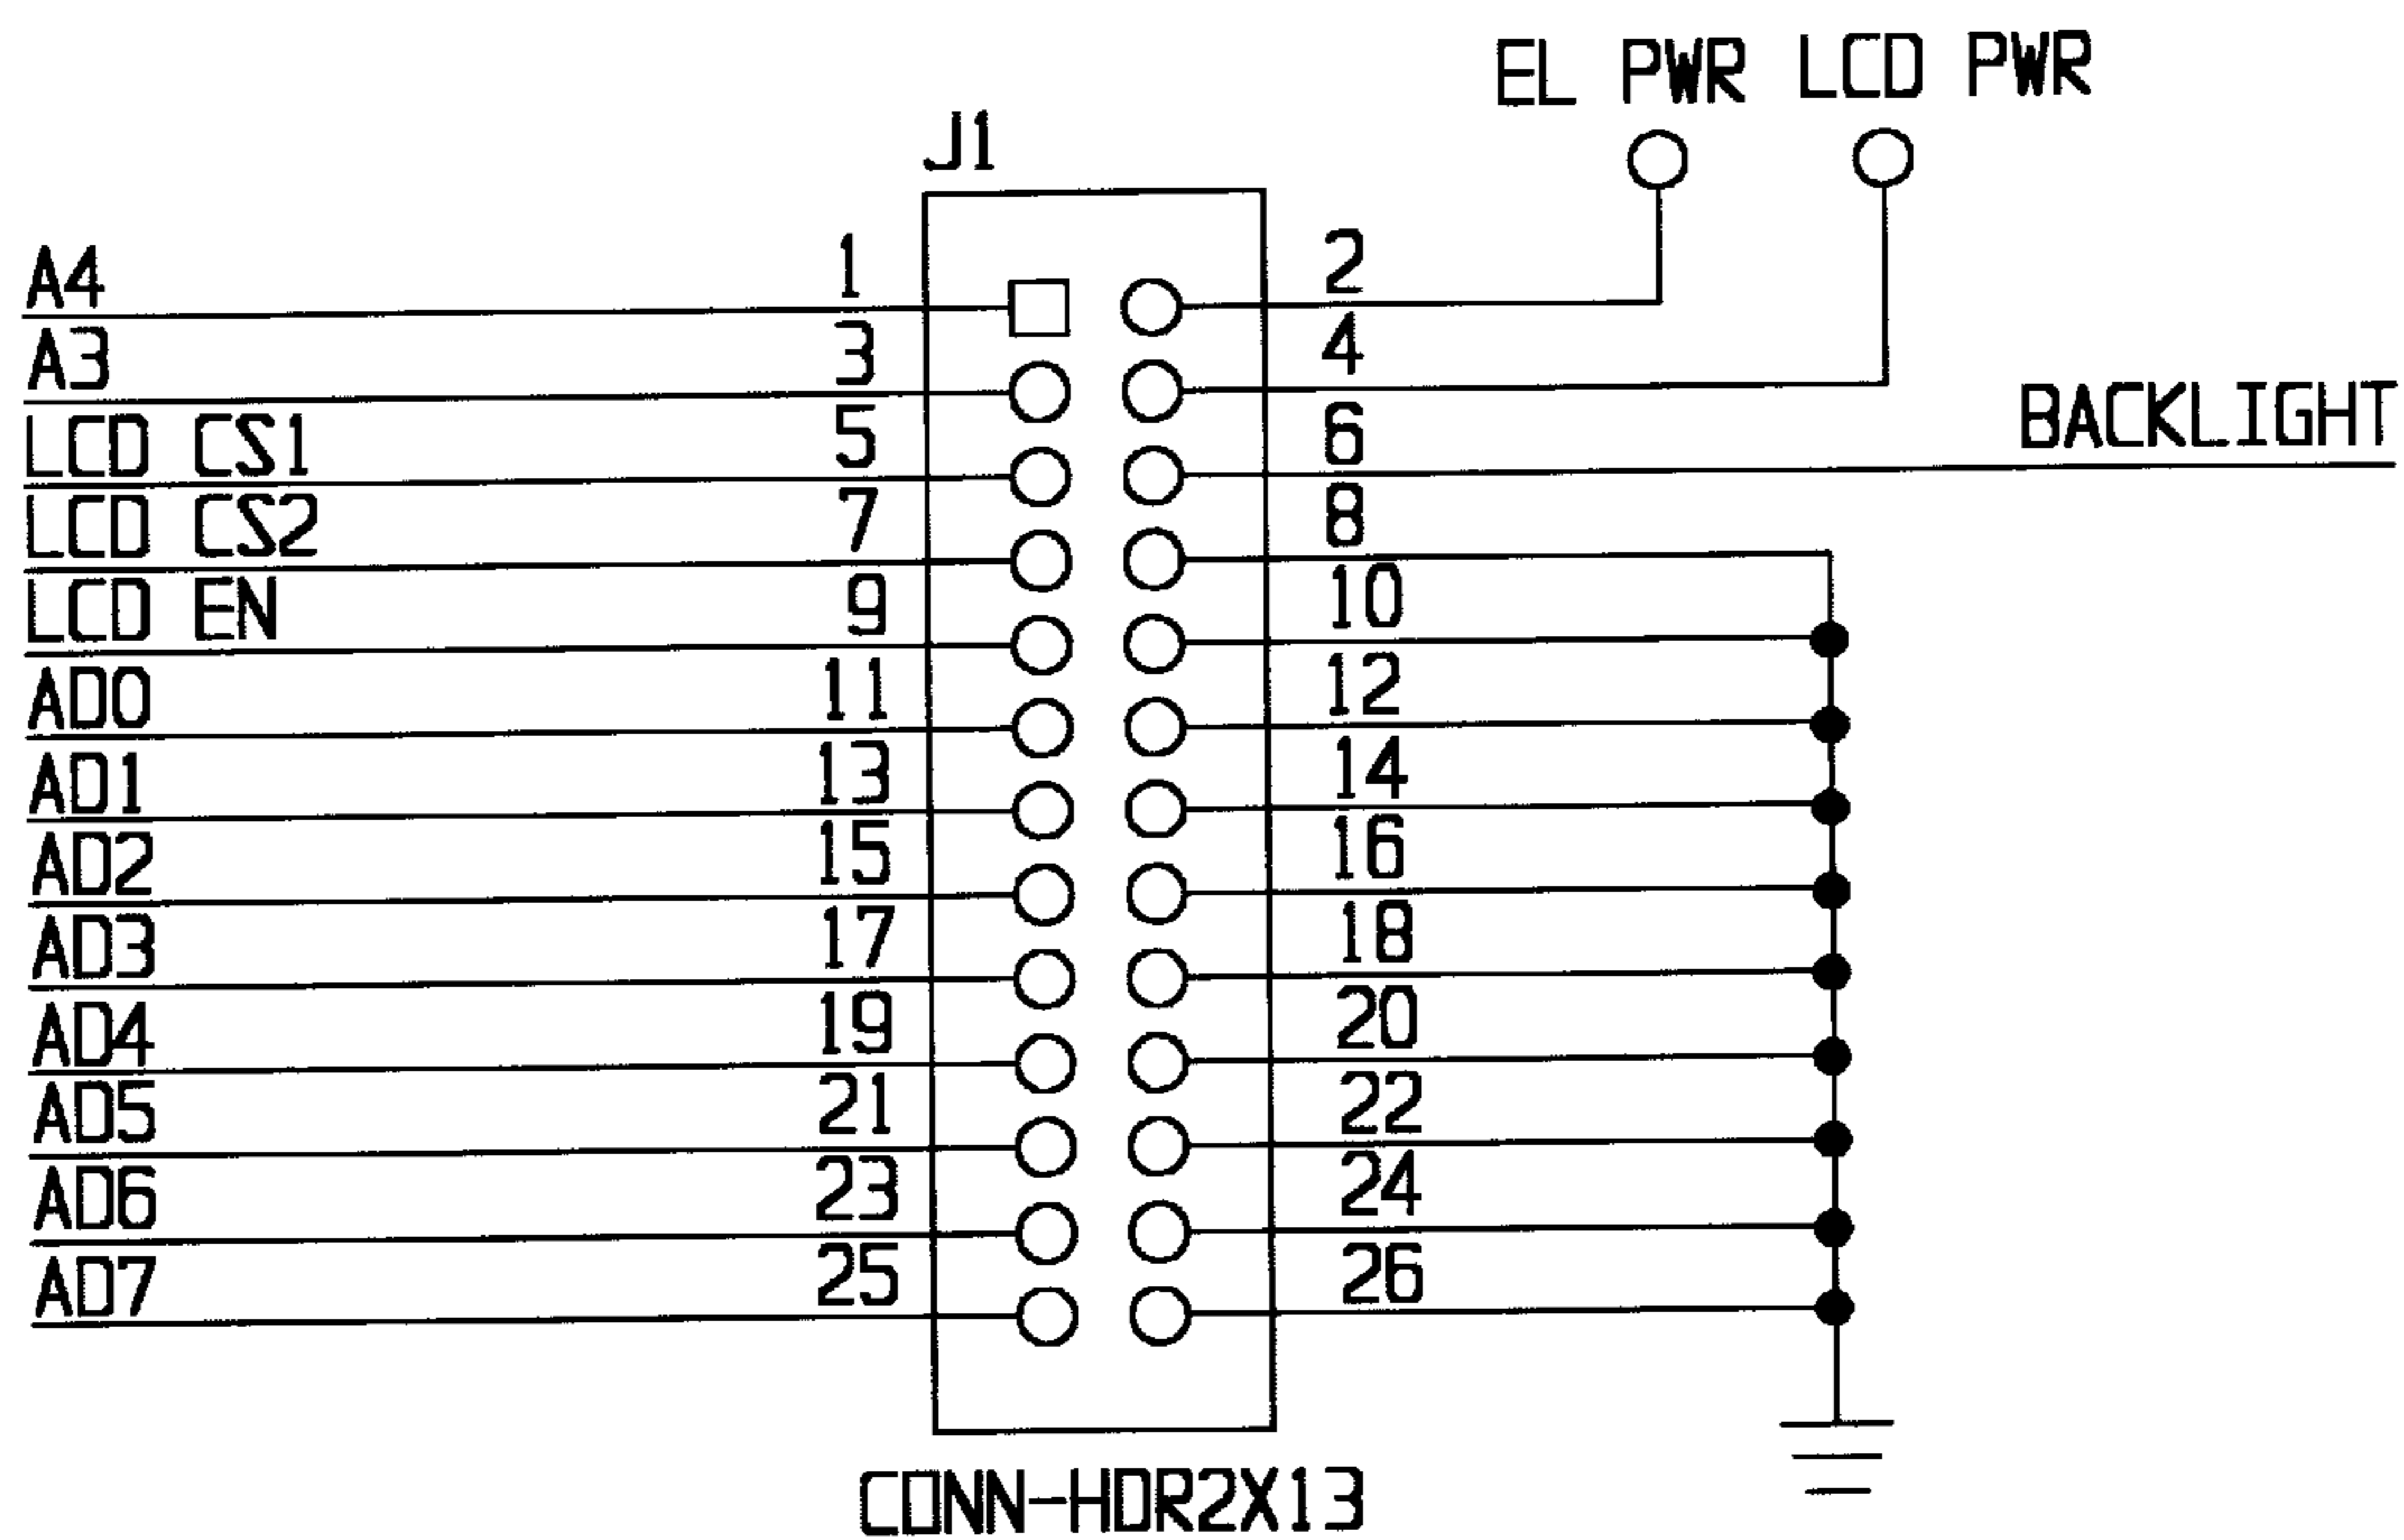 EL PWR LCD PWR
J1
A4 1 2
A3 3 4
BACKLIGHT
LCD CS1 5 6
LCD CS2 7 8
LCD EN 9 10
AD0 11 12
AD1 13 14
AD2 15 16
AD3 17 18
AD4 19 20
AD5 21 22
AD6 23 24
AD7 25 26
CONN-HDR2X13